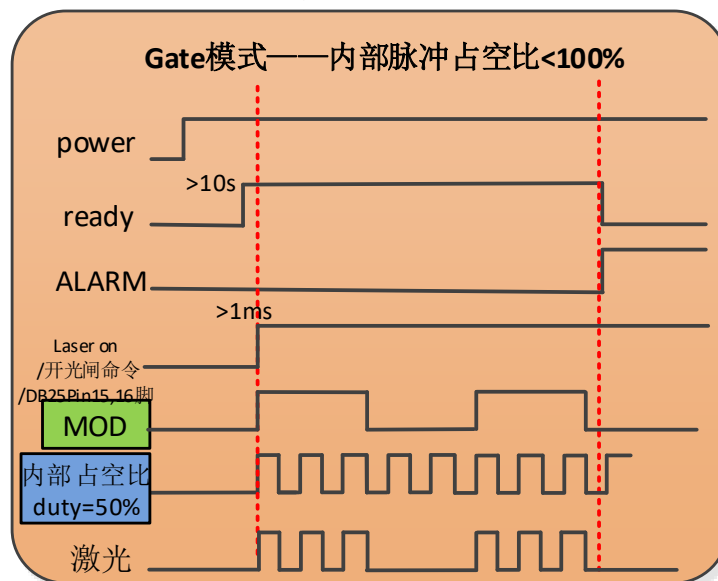 Gate模式——内部脉冲占空比<100%
power
>10s
ready
ALARM
>1ms
Laser on
/开光闸命令
/DB25Pin15,16脚
MOD
内部占空比
duty=50%
激光